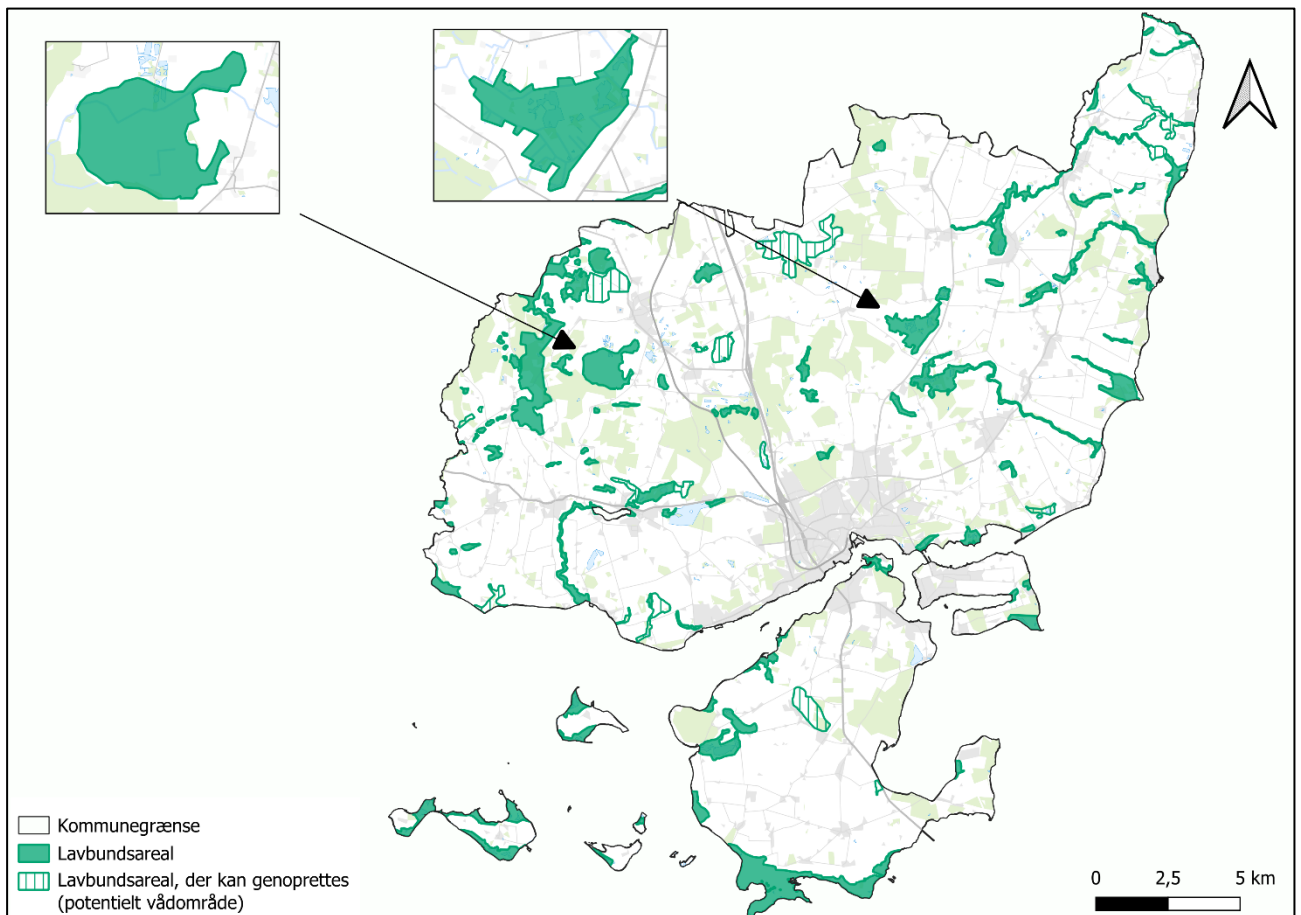 Kommunegrænse
Lavbundsareal
Lavbundsareal, der kan genoprettes
(potentielt vådområde)
0 2,5 5 km